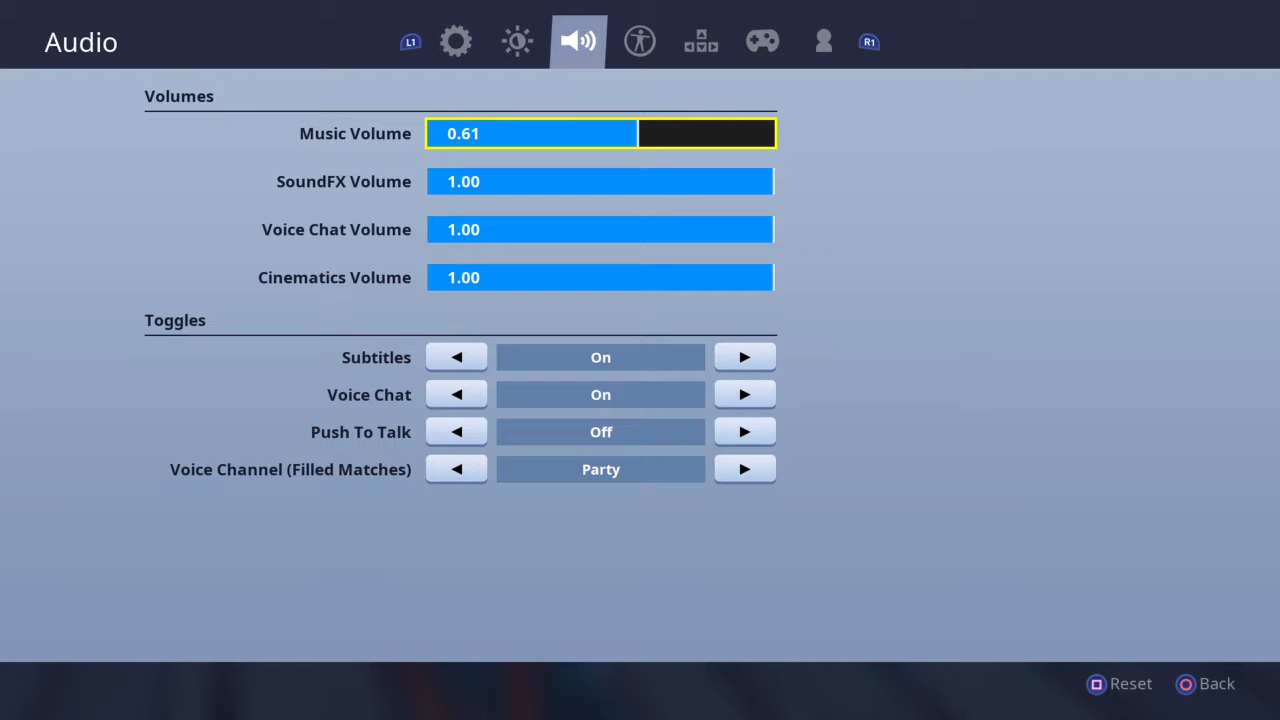 Audio
L1
R1
Volumes
Music Volume 0.61
SoundFX Volume 1.00
Voice Chat Volume 1.00
Cinematics Volume 1.00
Toggles
Subtitles On
Voice Chat On
Push To Talk Off
Voice Channel (Filled Matches) Party
Reset Back